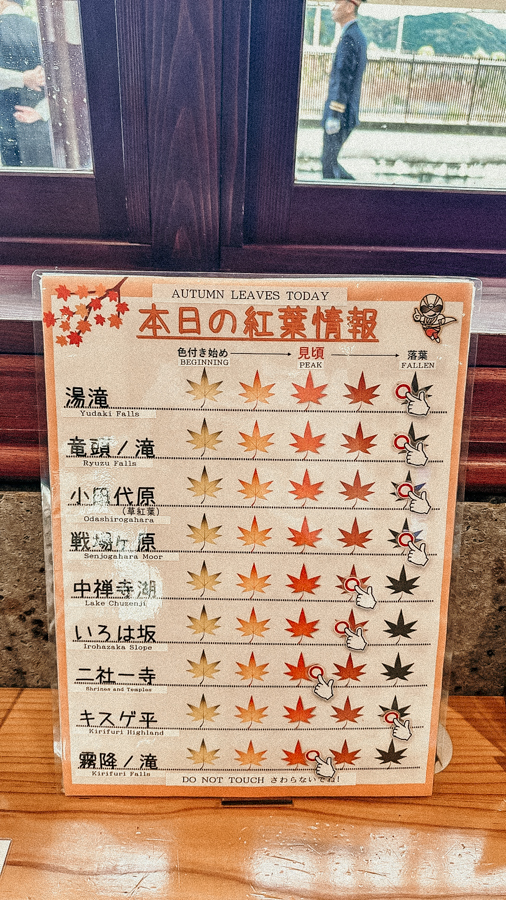 AUTUMN LEAVES TODAY
本日の紅葉情報
色付き始め 見頃 落葉
BEGINNING PEAK FALLEN
湯滝
Yudaki Falls
竜頭ノ滝
Ryuzu Falls
小田代原
(草紅葉)
Odashirogahara
戦場ヶ原
Senjogahara Moor
中禅寺湖
Lake Chuzenji
いろは坂
Irohazaka Slope
二社一寺
Shrines and Temples
キスゲ平
Kirifuri Highland
霧降ノ滝
Kirifuri Falls
DO NOT TOUCH さわらないでね!